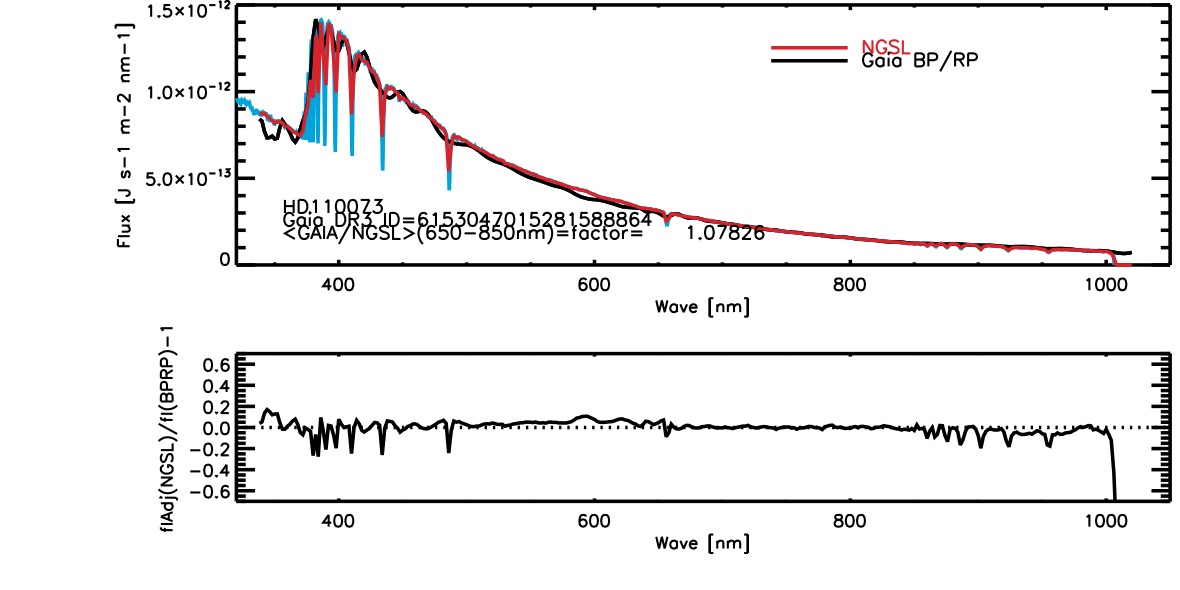 1.5×10−12
NGSL
Gaia BP/RP
1.0×10−12
Flux [J s−1 m−2 nm−1]
5.0×10−13
HD110073
Gaia DR3 ID=6153047015281588864
<GAIA/NGSL>(650−850nm)=factor= 1.07826
0
400 600 800 1000
Wave [nm]
flAdj(NGSL)/fl(BPRP)−1
0.6
0.4
0.2
0.0
−0.2
−0.4
−0.6
400 600 800 1000
Wave [nm]